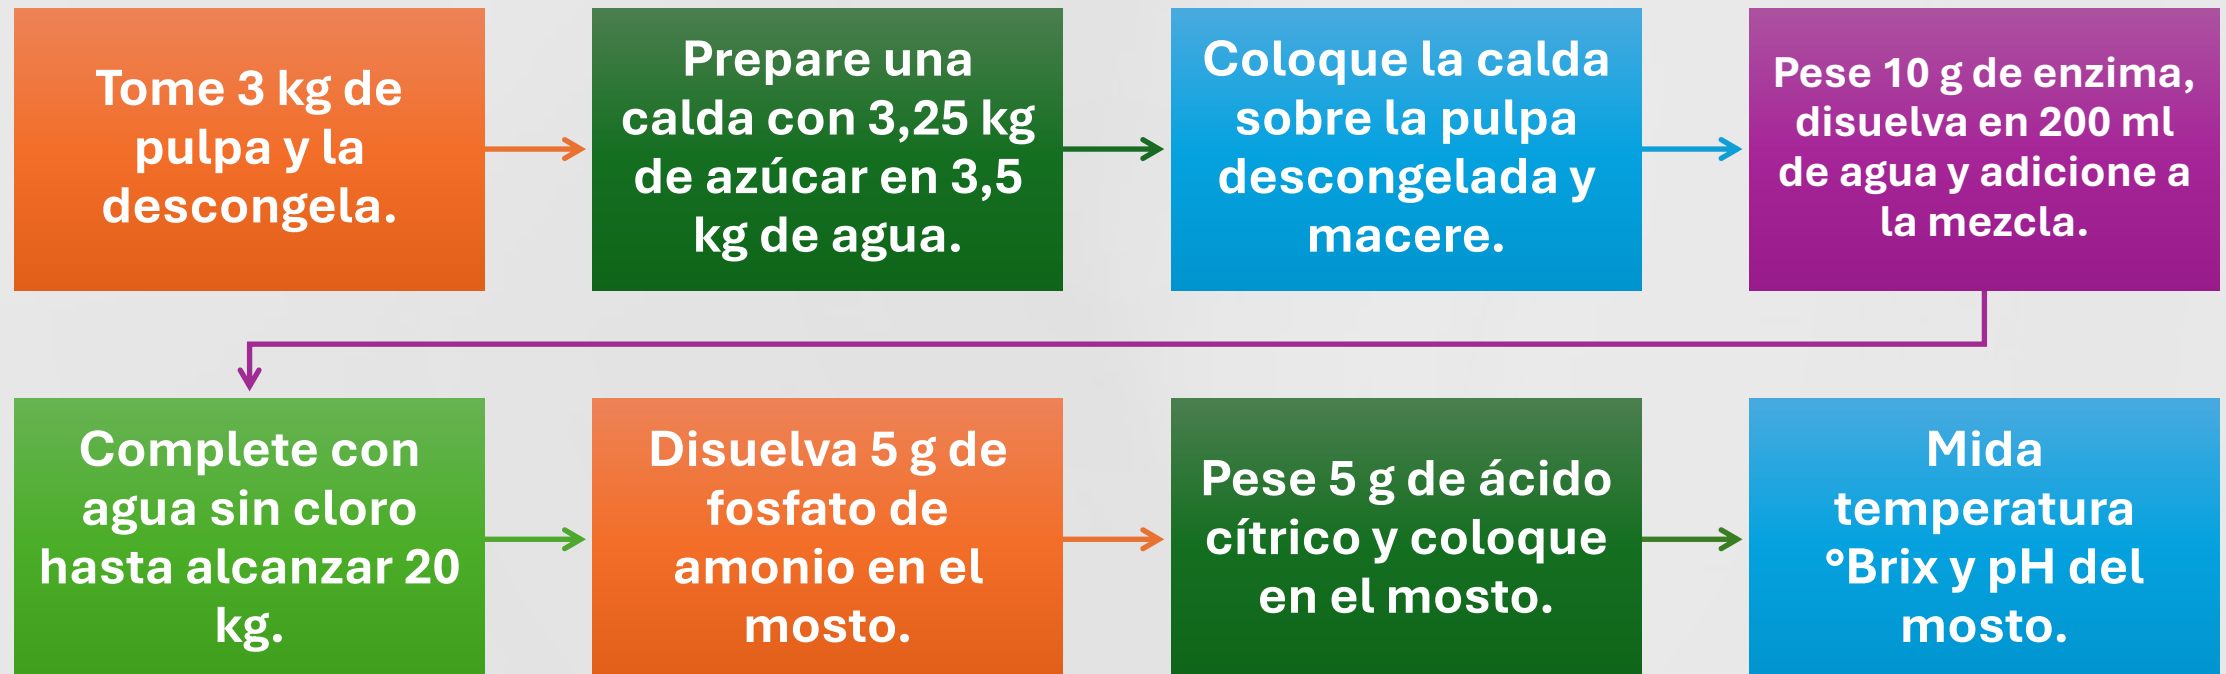 Tome 3 kg de
pulpa y la
descongela.
Prepare una
calda con 3,25 kg
de azúcar en 3,5
kg de agua.
Coloque la calda
sobre la pulpa
descongelada y
macere.
Pese 10 g de enzima,
disuelva en 200 ml
de agua y adicione a
la mezcla.
Complete con
agua sin cloro
hasta alcanzar 20
kg.
Disuelva 5 g de
fosfato de
amonio en el
mosto.
Pese 5 g de ácido
cítrico y coloque
en el mosto.
Mida
temperatura
°Brix y pH del
mosto.